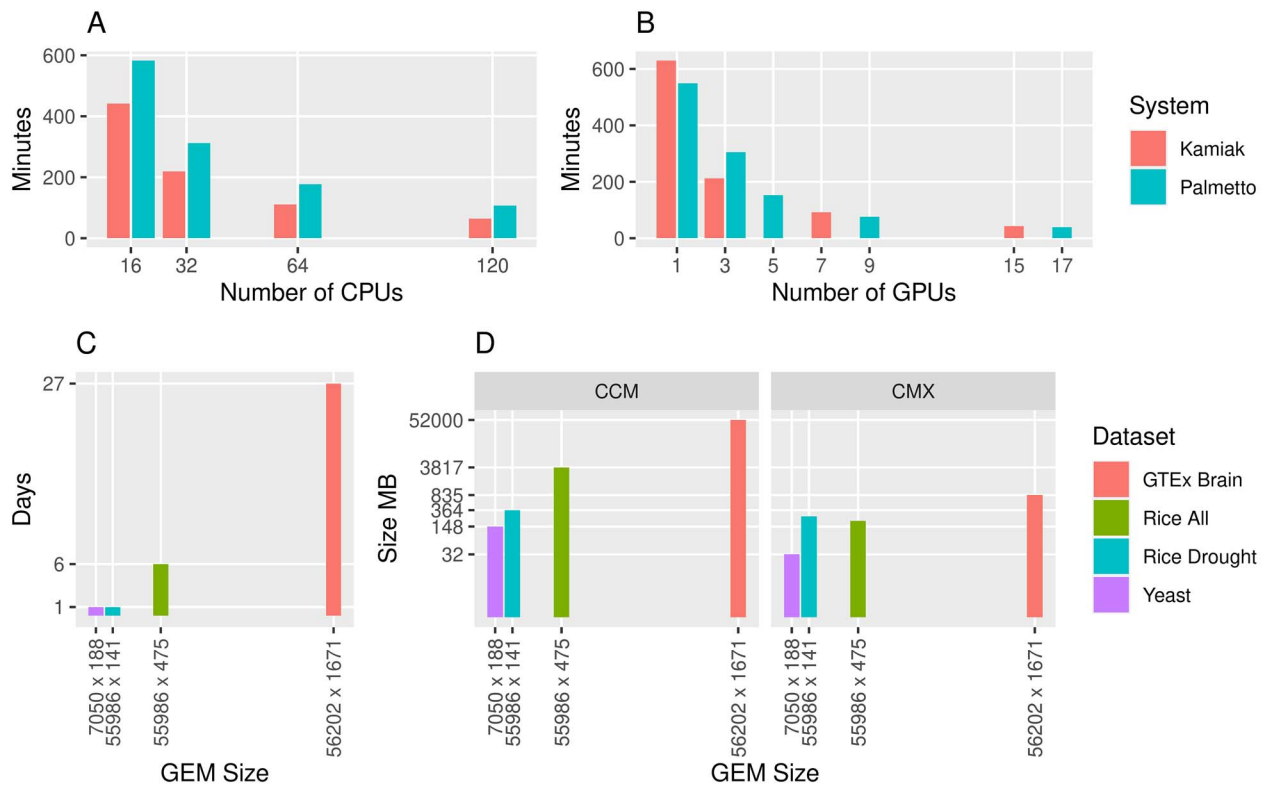 A
Minutes
600
400
200
0
16 32 64 120
Number of CPUs
B
Minutes
600
400
200
0
1 3 5 7 9 15 17
Number of GPUs
System
Kamiak
Palmetto
C
Days
27
6
1
7050 x 188
55986 x 141
55986 x 475
56202 x 1671
GEM Size
D
CCM CMX
Size MB
52000
3817
835
364
148
32
7050 x 188
55986 x 141
55986 x 475
56202 x 1671
7050 x 188
55986 x 141
55986 x 475
56202 x 1671
GEM Size
Dataset
GTEx Brain
Rice All
Rice Drought
Yeast